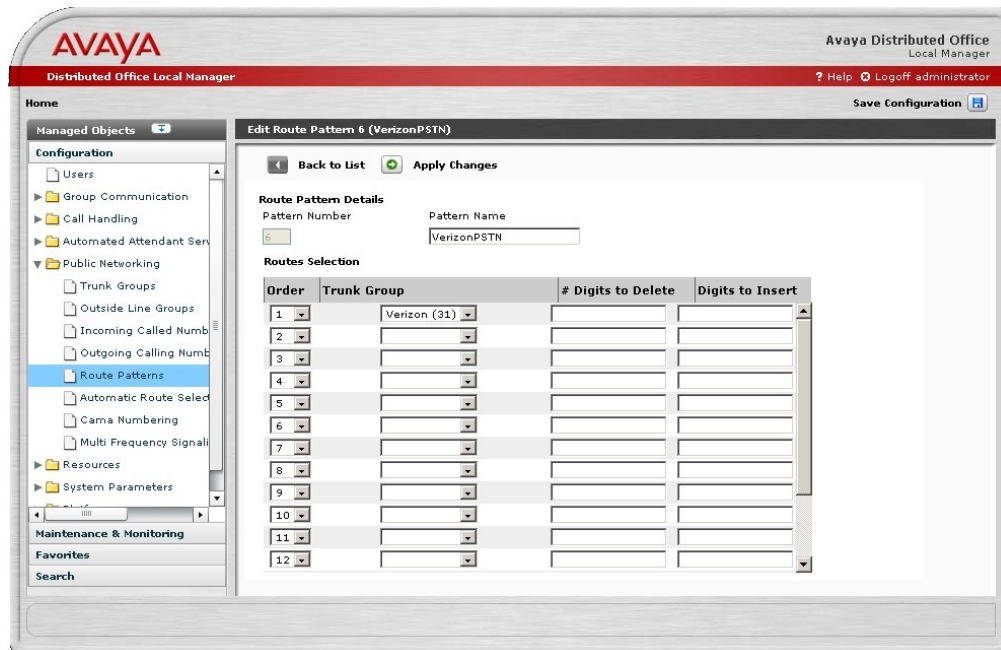 AVAYA
Avaya Distributed Office
Local Manager
Distributed Office Local Manager
? Help Logoff administrator
Home
Save Configuration
Managed Objects
Edit Route Pattern 6 (VerizonPSTN)
Configuration
Users
Group Communication
Call Handling
Automated Attendant Serv
Public Networking
Trunk Groups
Outside Line Groups
Incoming Called Numb
Outgoing Calling Numb
Route Patterns
Automatic Route Select
Cama Numbering
Multi Frequency Signali
Resources
System Parameters
Maintenance & Monitoring
Favorites
Search
Back to List
Apply Changes
Route Pattern Details
Pattern Number Pattern Name
6 VerizonPSTN
Routes Selection
Order Trunk Group # Digits to Delete Digits to Insert
1 Verizon (31)
2
3
4
5
6
7
8
9
10
11
12